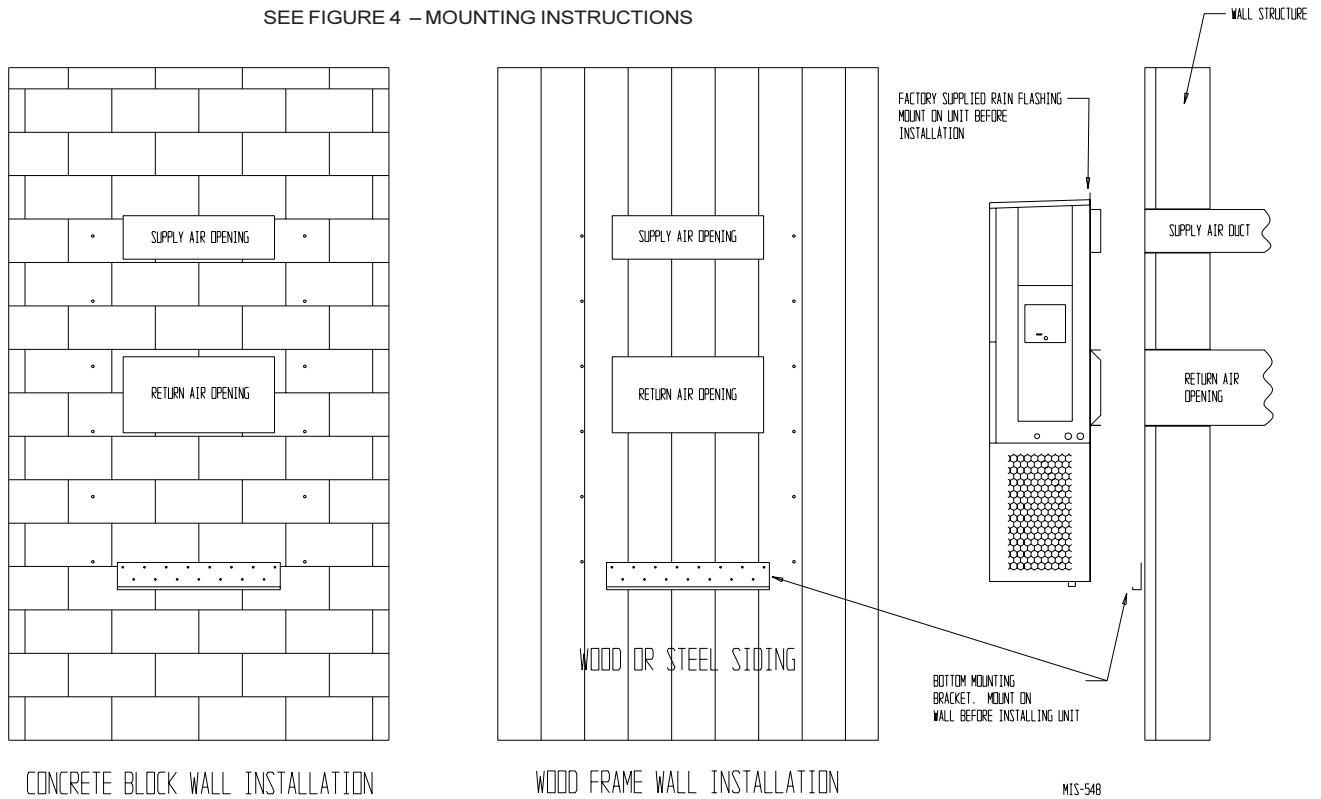 SEE FIGURE 4 – MOUNTING INSTRUCTIONS
WALL STRUCTURE
FACTORY SUPPLIED RAIN FLASHING
MOUNT ON UNIT BEFORE
INSTALLATION
SUPPLY AIR OPENING
SUPPLY AIR OPENING
SUPPLY AIR DUCT
RETURN AIR OPENING
RETURN AIR OPENING
RETURN AIR
OPENING
WOOD OR STEEL SIDING
BOTTOM MOUNTING
BRACKET. MOUNT ON
WALL BEFORE INSTALLING UNIT
CONCRETE BLOCK WALL INSTALLATION
WOOD FRAME WALL INSTALLATION
MIS-548